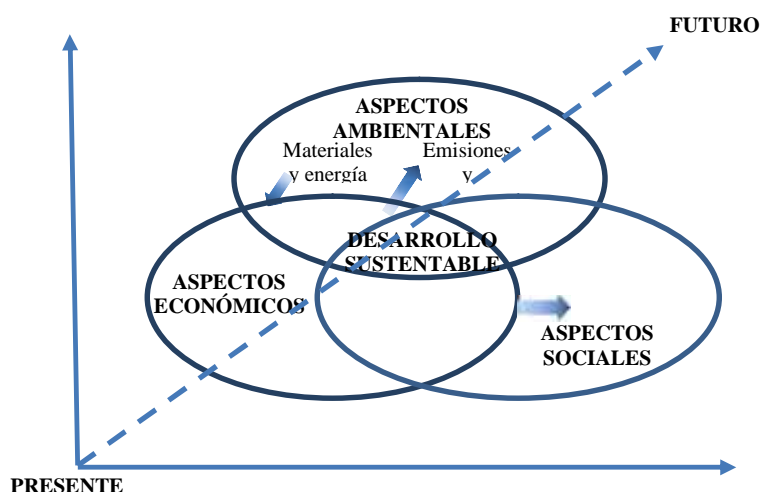 FUTURO
ASPECTOS
AMBIENTALES
Materiales
y energía
Emisiones
y
DESARROLLO
SUSTENTABLE
ASPECTOS
ECONÓMICOS
ASPECTOS
SOCIALES
PRESENTE